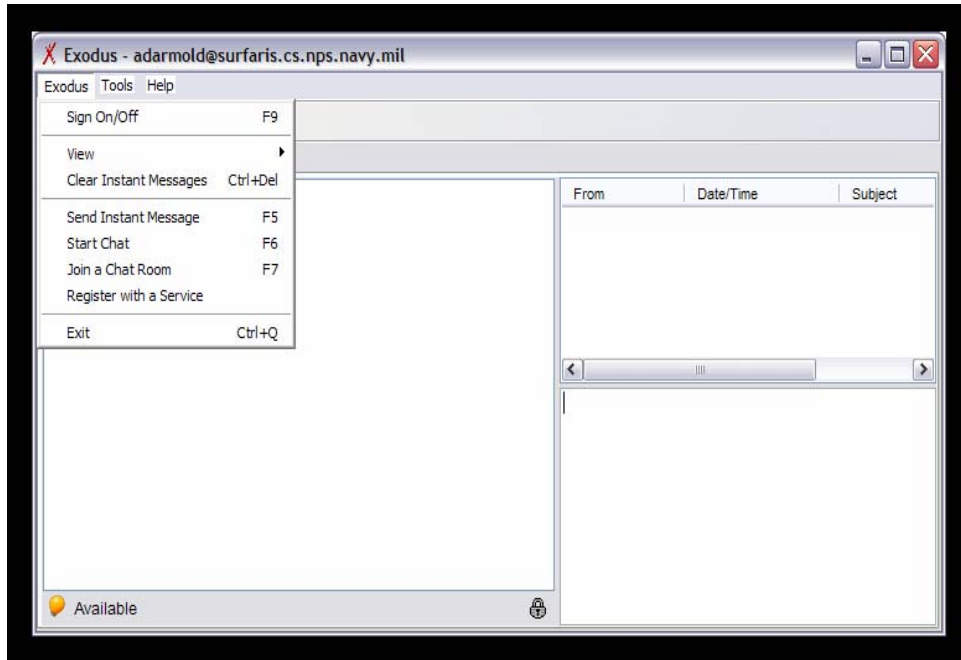 Exodus - adarmold@surfaris.cs.nps.navy.mil
Exodus Tools Help
Sign On/Off F9
View
Clear Instant Messages Ctrl+Del
Send Instant Message F5
Start Chat F6
Join a Chat Room F7
Register with a Service
Exit Ctrl+Q
From Date/Time Subject
Available